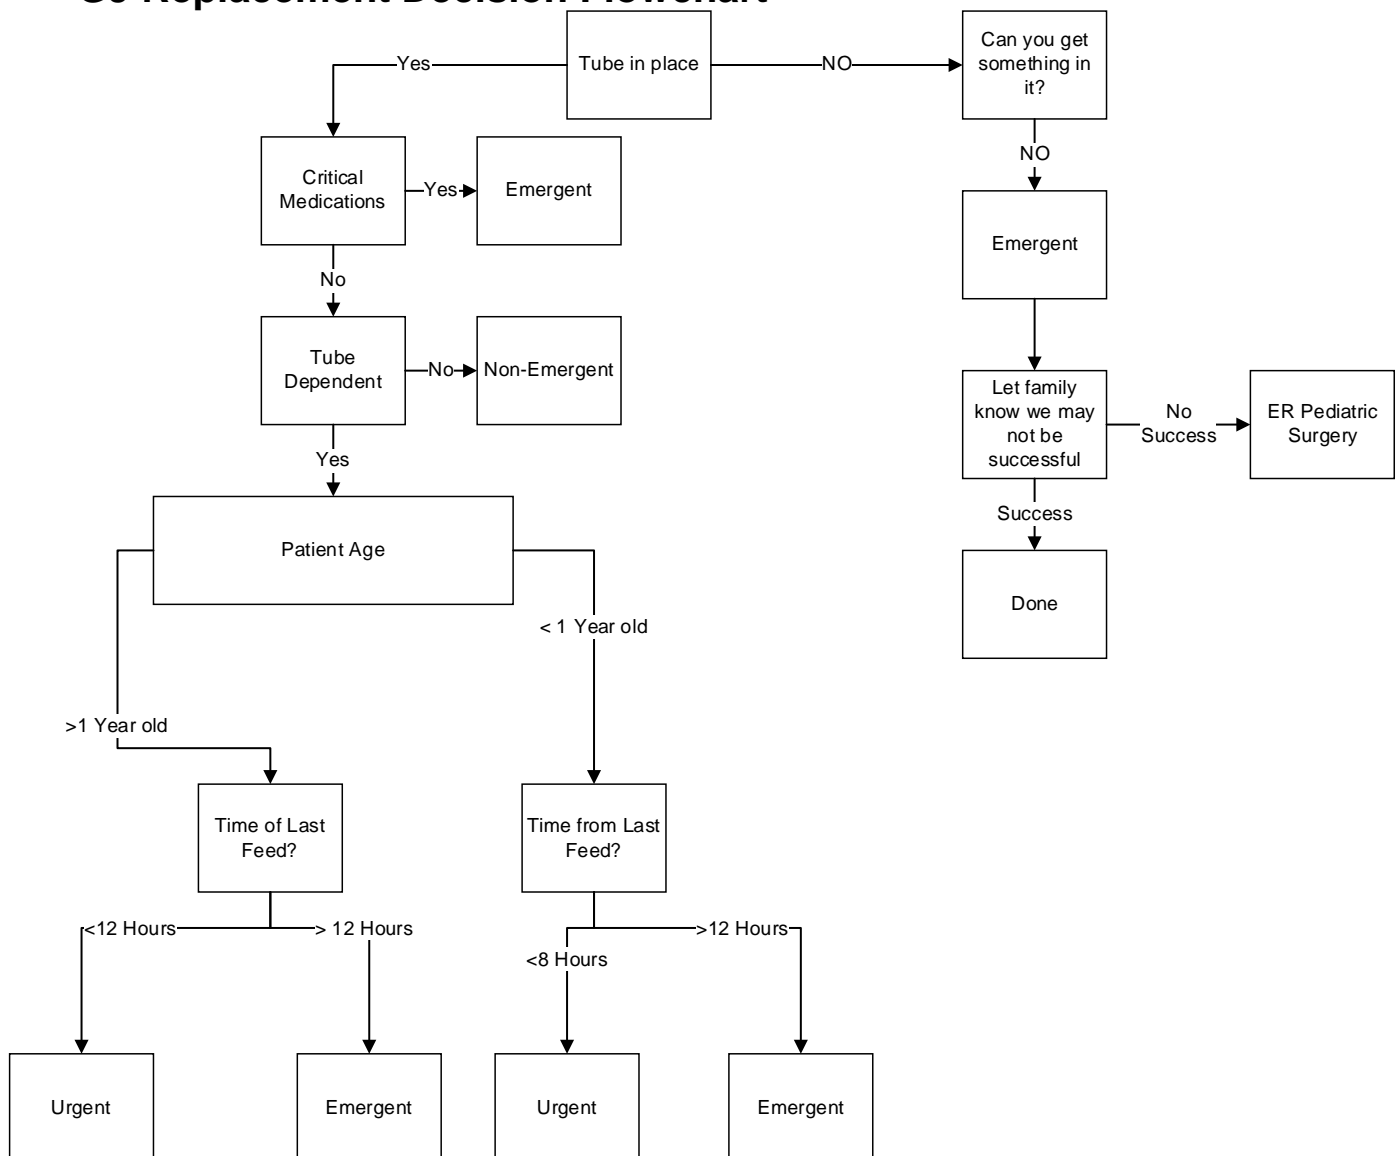 Replacement Decision Flowchart
Tube in place
Yes
NO
Can you get
something in
it?
NO
Critical
Medications
Yes
Emergent
Emergent
No
Tube
Dependent
No
Non-Emergent
Let family
know we may
not be
successful
No
Success
ER Pediatric
Surgery
Yes
Success
Patient Age
Done
< 1 Year old
>1 Year old
Time of Last
Feed?
Time from Last
Feed?
<12 Hours
> 12 Hours
<8 Hours
>12 Hours
Urgent
Emergent
Urgent
Emergent